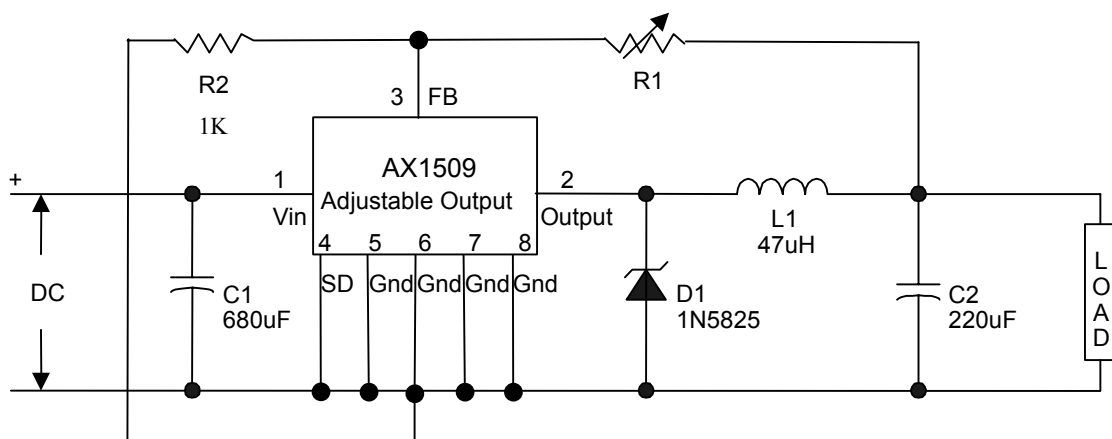 R2
1K
3 FB
R1
AX1509
Adjustable Output
+
1
Vin
2
Output
L1
47uH
4 5 6 7 8
SD Gnd Gnd Gnd Gnd
DC
C1
680uF
D1
1N5825
C2
220uF
L
O
A
D